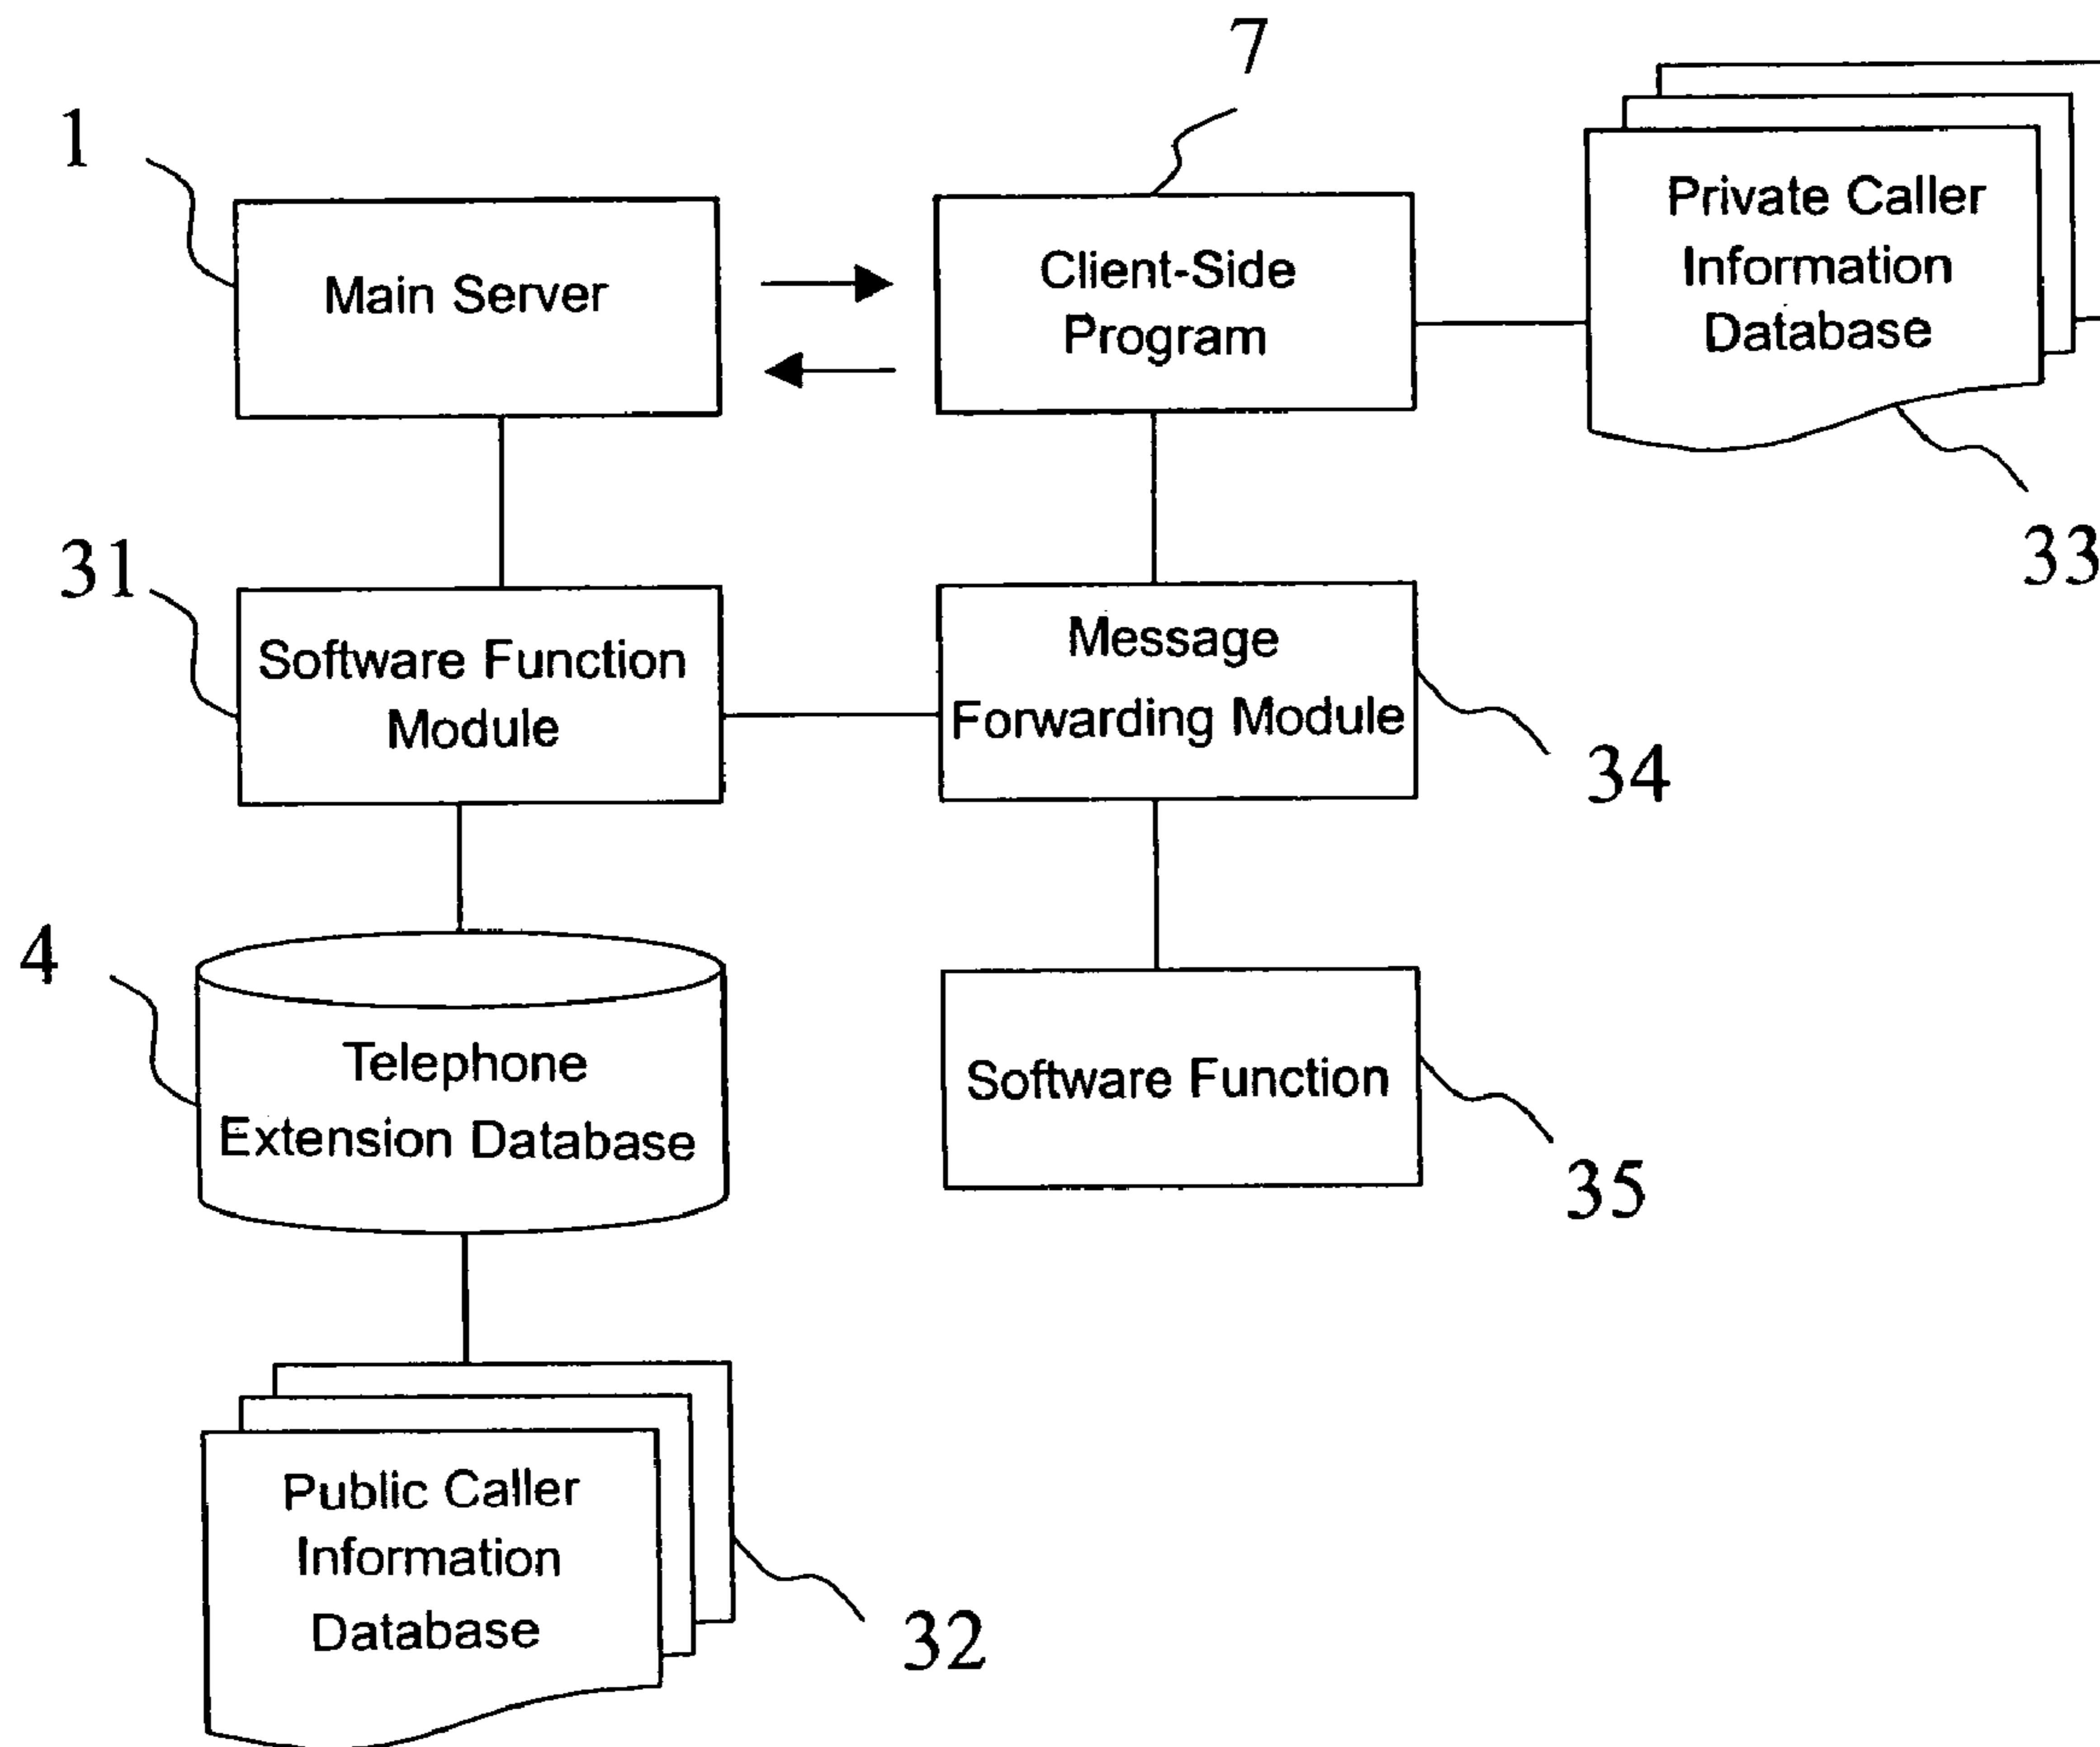 7
1
Main Server
Client-Side
Program
Private Caller
Information
Database
33
31
Software Function
Module
Message
Forwarding Module
34
4
Telephone
Extension Database
Software Function
35
Public Caller
Information
Database
32